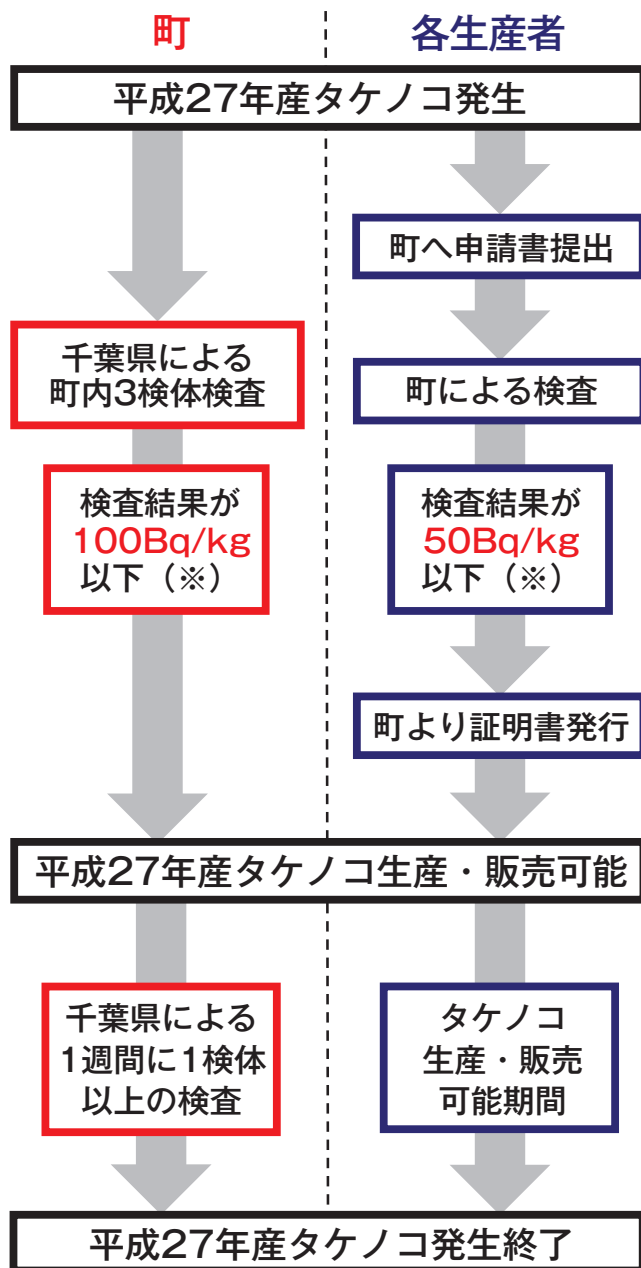 町
各生産者
平成27年産タケノコ発生
町へ申請書提出
千葉県による
町内3検体検査
町による検査
検査結果が
100Bq/kg
以下（※）
検査結果が
50Bq/kg
以下（※）
町より証明書発行
平成27年産タケノコ生産・販売可能
千葉県による
1週間に1検体
以上の検査
タケノコ
生産・販売
可能期間
平成27年産タケノコ発生終了